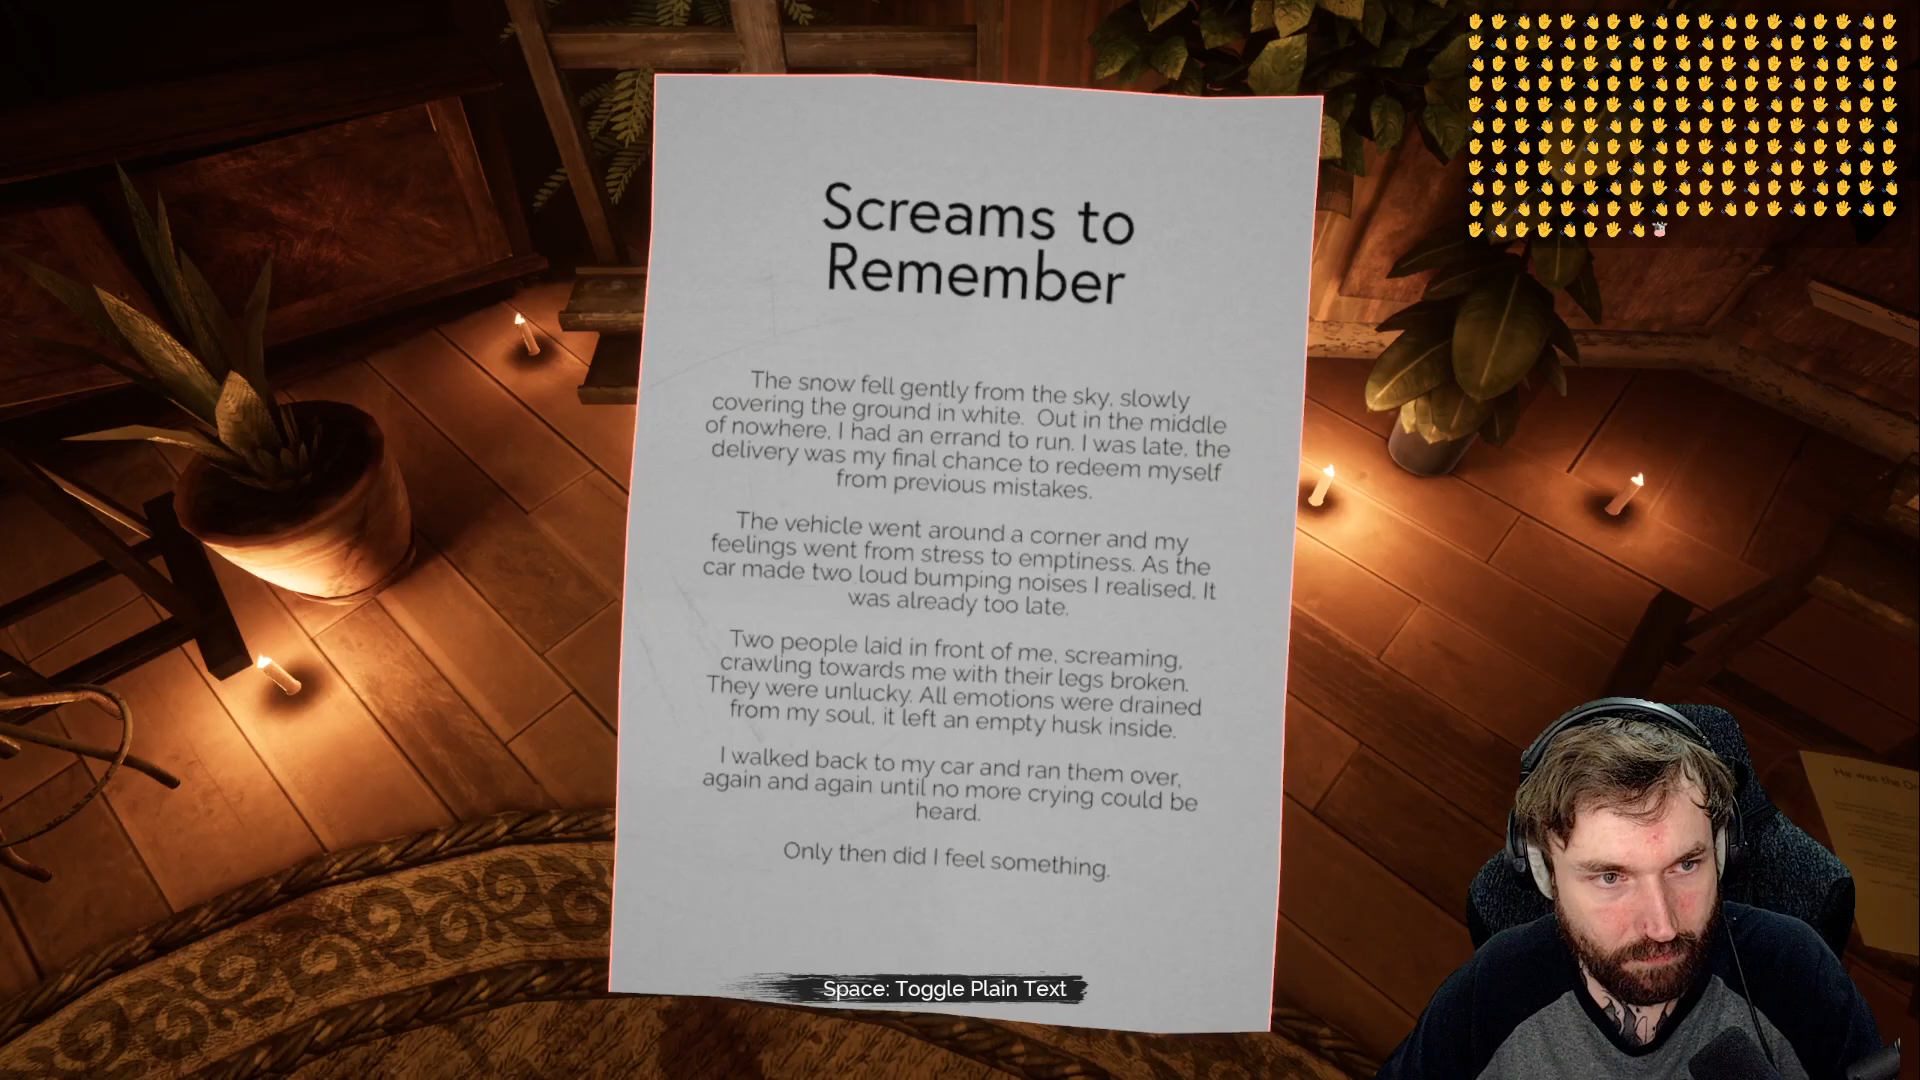 Screams to
Remember
The snow fell gently from the sky, slowly
covering the ground in white. Out in the middle
of nowhere, I had an errand to run. I was late, the
delivery was my final chance to redeem myself
from previous mistakes.
The vehicle went around a corner and my
feelings went from stress to emptiness. As the
car made two loud bumping noises I realised, It
was already too late.
Two people laid in front of me, screaming,
crawling towards me with their legs broken.
They were unlucky. All emotions were drained
from my soul, it left an empty husk inside.
I walked back to my car and ran them over,
again and again until no more crying could be
heard.
Only then did I feel something.
Space: Toggle Plain Text
He was the